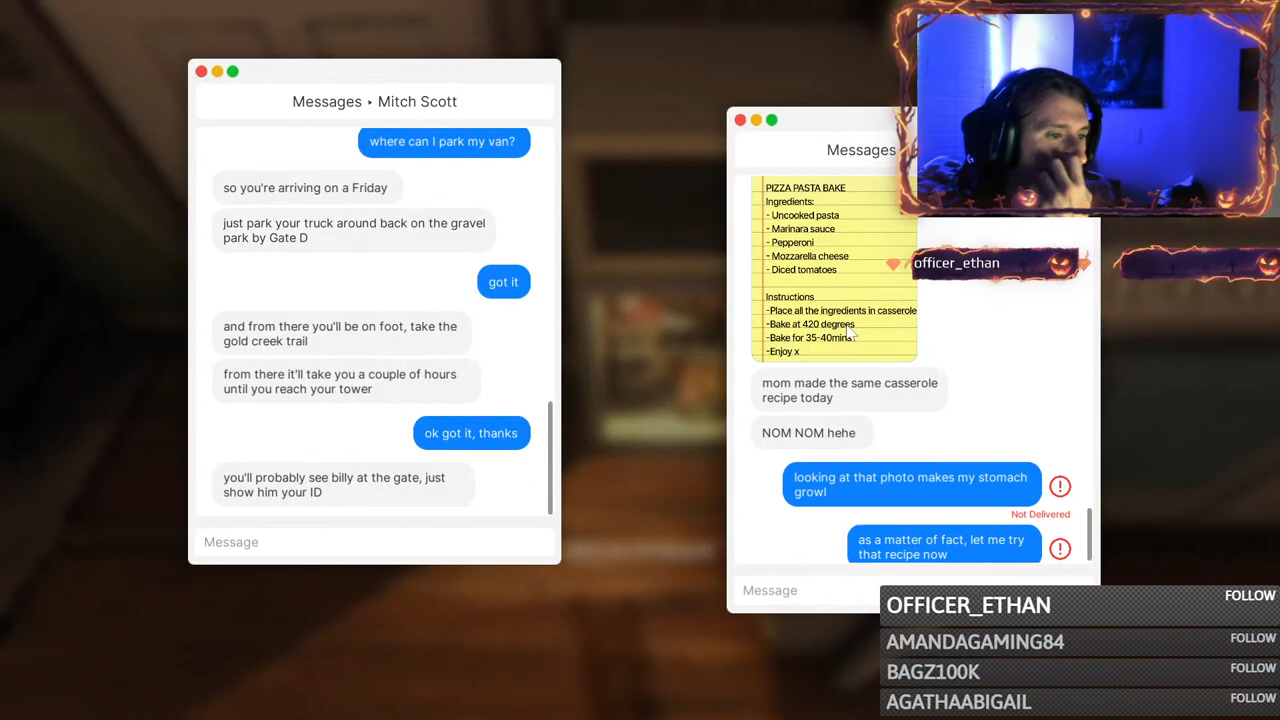 Messages ▸ Mitch Scott
where can I park my van?
so you're arriving on a Friday
just park your truck around back on the gravel
park by Gate D
got it
and from there you'll be on foot, take the
gold creek trail
from there it'll take you a couple of hours
until you reach your tower
ok got it, thanks
you'll probably see billy at the gate, just
show him your ID
Message
Messages
PIZZA PASTA BAKE
Ingredients:
- Uncooked pasta
- Marinara sauce
- Pepperoni
- Mozzarella cheese
- Diced tomatoes
Instructions
-Place all the ingredients in casserole
-Bake at 420 degrees
-Bake for 35-40mins
-Enjoy x
mom made the same casserole
recipe today
NOM NOM hehe
looking at that photo makes my stomach
growl
Not Delivered
as a matter of fact, let me try
that recipe now
Message
officer_ethan
OFFICER_ETHAN FOLLOW
AMANDAGAMING84 FOLLOW
BAGZ100K FOLLOW
AGATHAABIGAIL FOLLOW